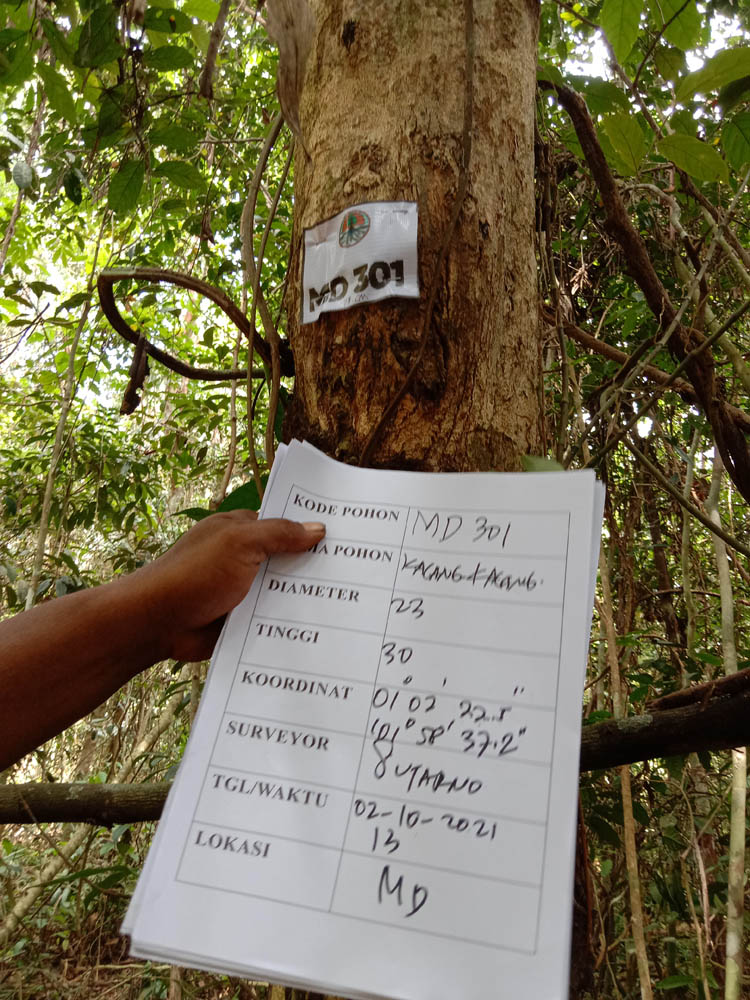 MD 301
KODE POHON MD 301
MA POHON KACANG-KACANG.
DIAMETER 23
TINGGI 30
KOORDINAT 01° 02' 22.5"
101° 58' 37.2"
SURVEYOR SUTARNO
TGL/WAKTU 02-10-2021
13
LOKASI MD